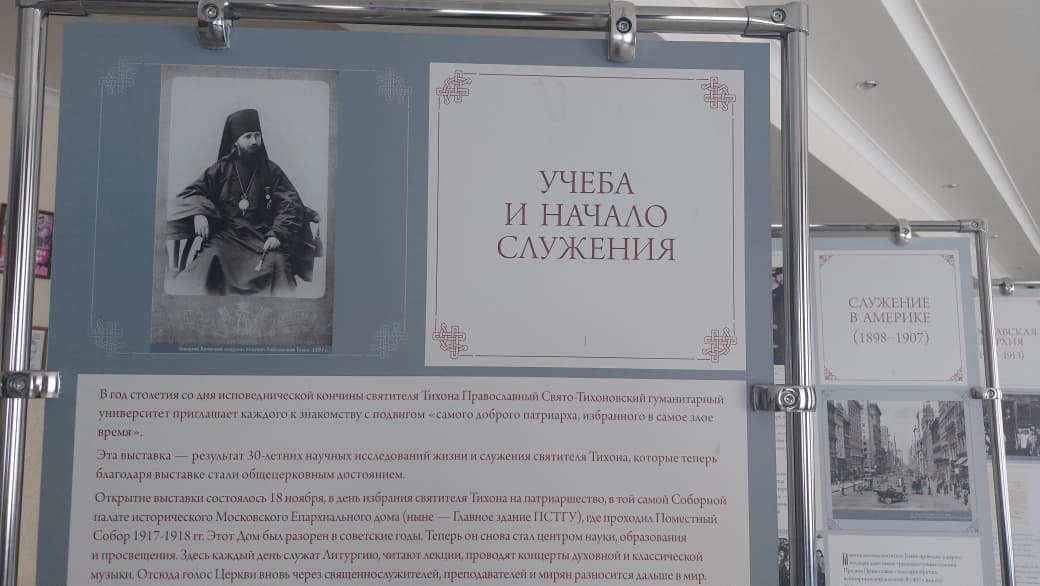 УЧЕБА
И НАЧАЛО
СЛУЖЕНИЯ
В год столетия со дня исповеднической кончины святителя Тихона Православный Свято-Тихоновский гуманитарный
университет приглашает каждого к знакомству с подвигом «самого доброго патриарха, избранного в самое злое
время».
Эта выставка — результат 30-летних научных исследований жизни и служения святителя Тихона, которые теперь
благодаря выставке стали общецерковным достоянием.
Открытие выставки состоялось 18 ноября, в день избрания святителя Тихона на патриаршество, в той самой Соборной
палате исторического Московского Епархиального дома (ныне — Главное здание ПСТГУ), где проходил Поместный
Собор 1917-1918 гг. Этот Дом был разорен в советские годы. Теперь он снова стал центром науки, образования
и просвещения. Здесь каждый день служат Литургию, читают лекции, проводят концерты духовной и классической
музыки. Отсюда голос Церкви вновь через священнослужителей, преподавателей и мирян разносится дальше в мир.
СЛУЖЕНИЕ
В АМЕРИКЕ
(1898–1907)